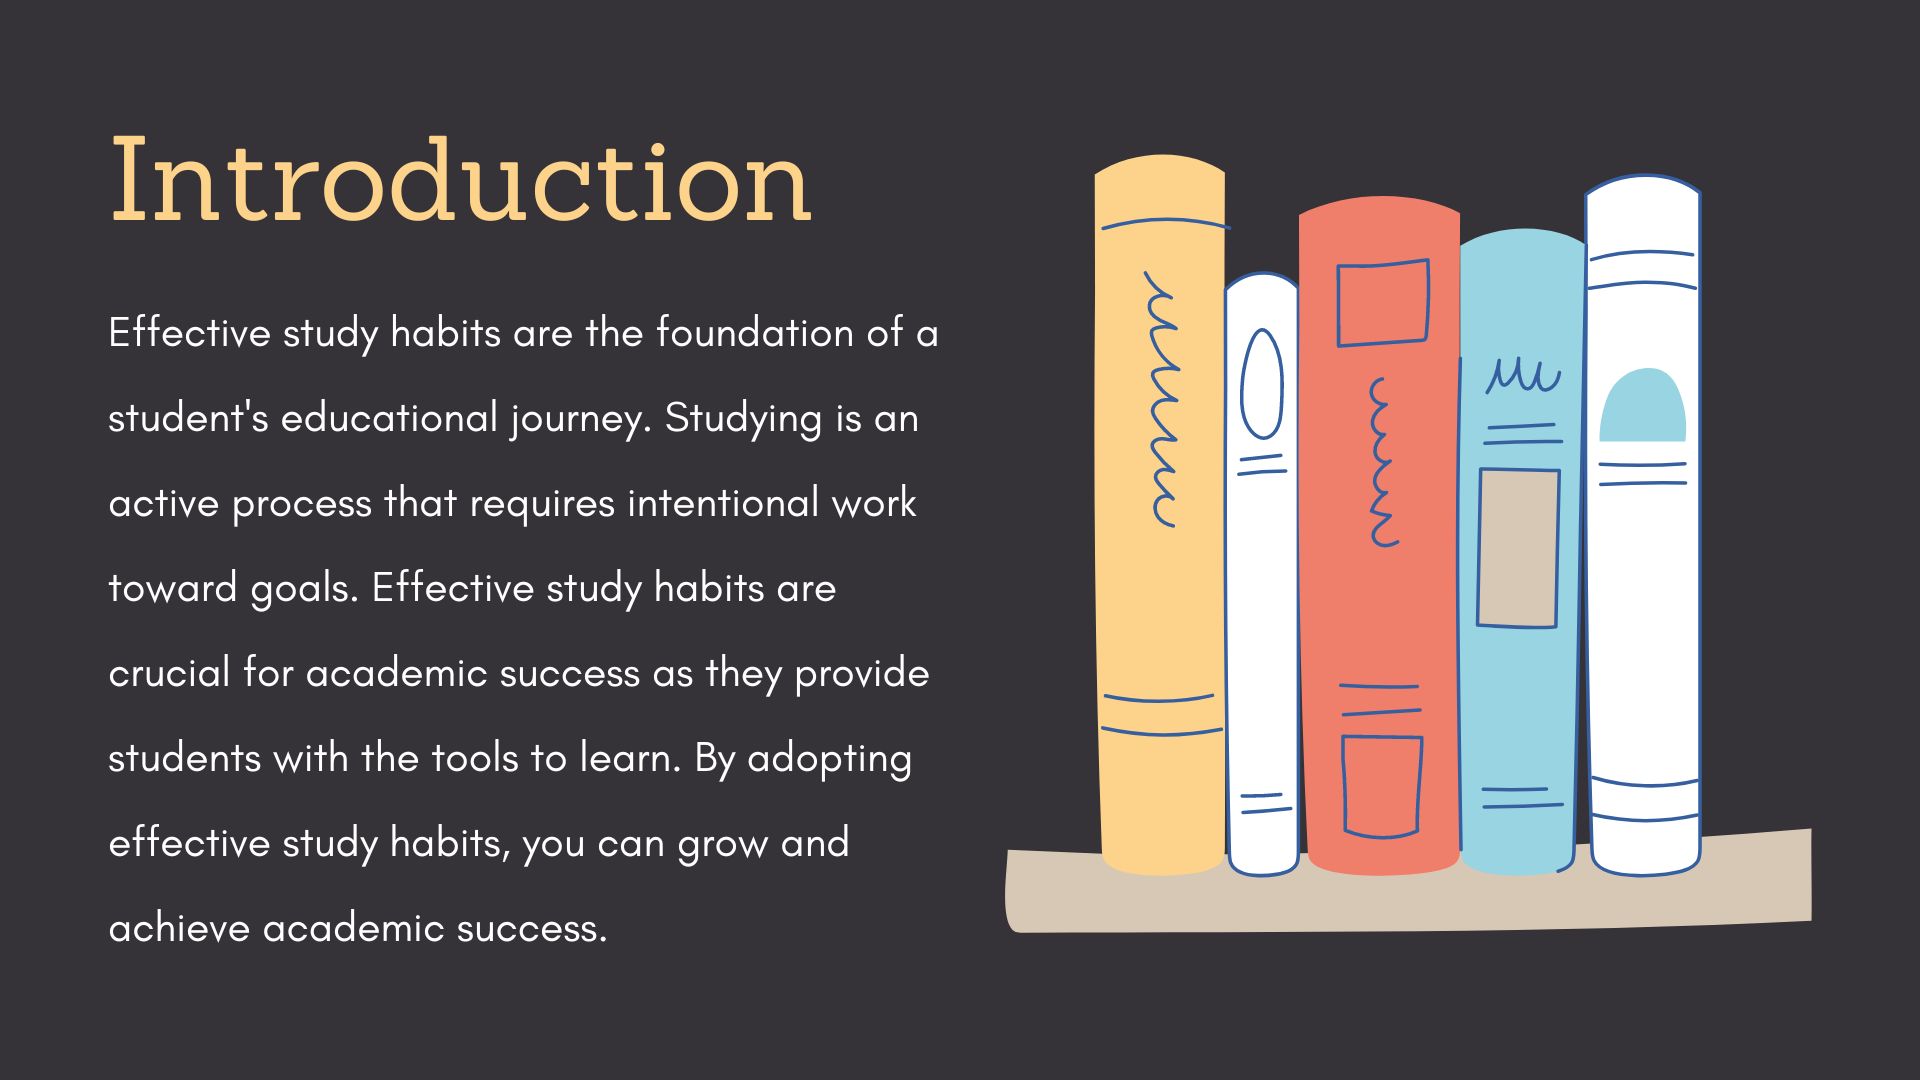 Introduction
Effective study habits are the foundation of a
student's educational journey. Studying is an
active process that requires intentional work
toward goals. Effective study habits are
crucial for academic success as they provide
students with the tools to learn. By adopting
effective study habits, you can grow and
achieve academic success.